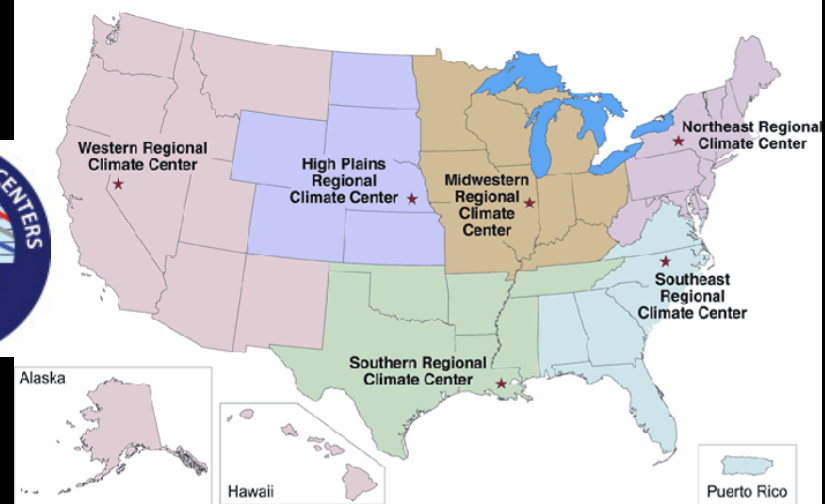 CENTERS
Western Regional
Climate Center
High Plains
Regional
Climate Center
Midwestern
Regional
Climate
Center
Northeast Regional
Climate Center
Southeast
Regional
Climate Center
Southern Regional
Climate Center
Alaska
Hawaii
Puerto Rico